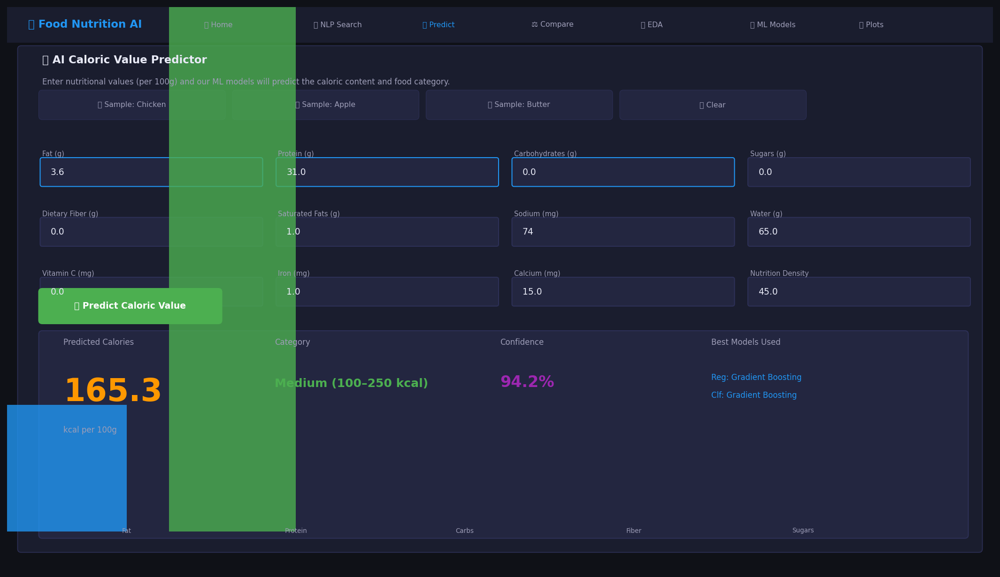 Food Nutrition AI
Home
NLP Search
Predict
⚖ Compare
EDA
ML Models
Plots
AI Caloric Value Predictor
Enter nutritional values (per 100g) and our ML models will predict the caloric content and food category.
Sample: Chicken
Sample: Apple
Sample: Butter
Clear
Fat (g)
Protein (g)
Carbohydrates (g)
Sugars (g)
3.6
31.0
0.0
0.0
Dietary Fiber (g)
Saturated Fats (g)
Sodium (mg)
Water (g)
0.0
1.0
74
65.0
Vitamin C (mg)
Iron (mg)
Calcium (mg)
Nutrition Density
0.0
1.0
15.0
45.0
Predict Caloric Value
Predicted Calories
Category
Confidence
Best Models Used
165.3
Medium (100–250 kcal)
94.2%
Reg: Gradient Boosting
Clf: Gradient Boosting
kcal per 100g
Fat
Protein
Carbs
Fiber
Sugars